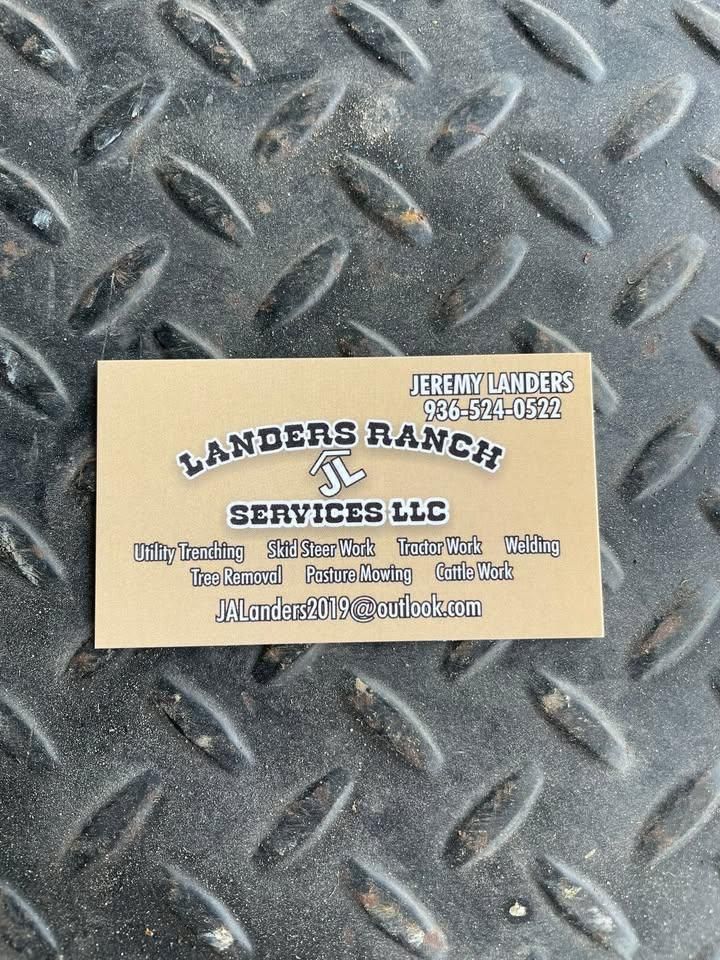 JEREMY LANDERS
936-524-0522
LANDERS RANCH
JL
SERVICES LLC
Utility Trenching Skid Steer Work Tractor Work Welding
Tree Removal Pasture Mowing Cattle Work
JALanders2019@outlook.com